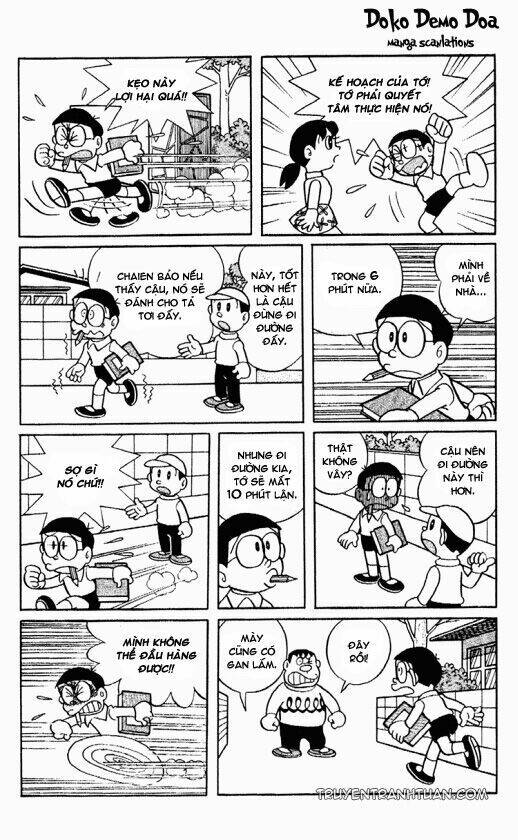 Doko Demo Doa
MANGA SCANLATIONS
KẾ HOẠCH CỦA TỚ!
TỚ PHẢI QUYẾT
TÂM THỰC HIỆN NÓ!
KẸO NÀY
LỢI HẠI QUÁ!!
MÌNH
PHẢI VỀ
NHÀ...
TRONG 6
PHÚT NỮA.
NÀY, TỐT
HƠN HẾT
LÀ CẬU
ĐỪNG ĐI
ĐƯỜNG
ĐẤY.
CHAIEN BẢO NẾU
THẤY CẬU, NÓ SẼ
ĐÁNH CHO TẢ
TƠI ĐẤY.
CẬU NÊN
ĐI ĐƯỜNG
NÀY THÌ
HƠN.
THẬT
KHÔNG
VẬY?
NHƯNG ĐI
ĐƯỜNG KIA,
TỚ SẼ MẤT
10 PHÚT LẬN.
SỢ GÌ
NÓ CHỨ!!
ĐÂY
RỒI!
MÀY
CŨNG CÓ
GAN LẮM.
MÌNH KHÔNG
THỂ ĐẦU HÀNG
ĐƯỢC!!
TRUYENTRANHTUAN.COM